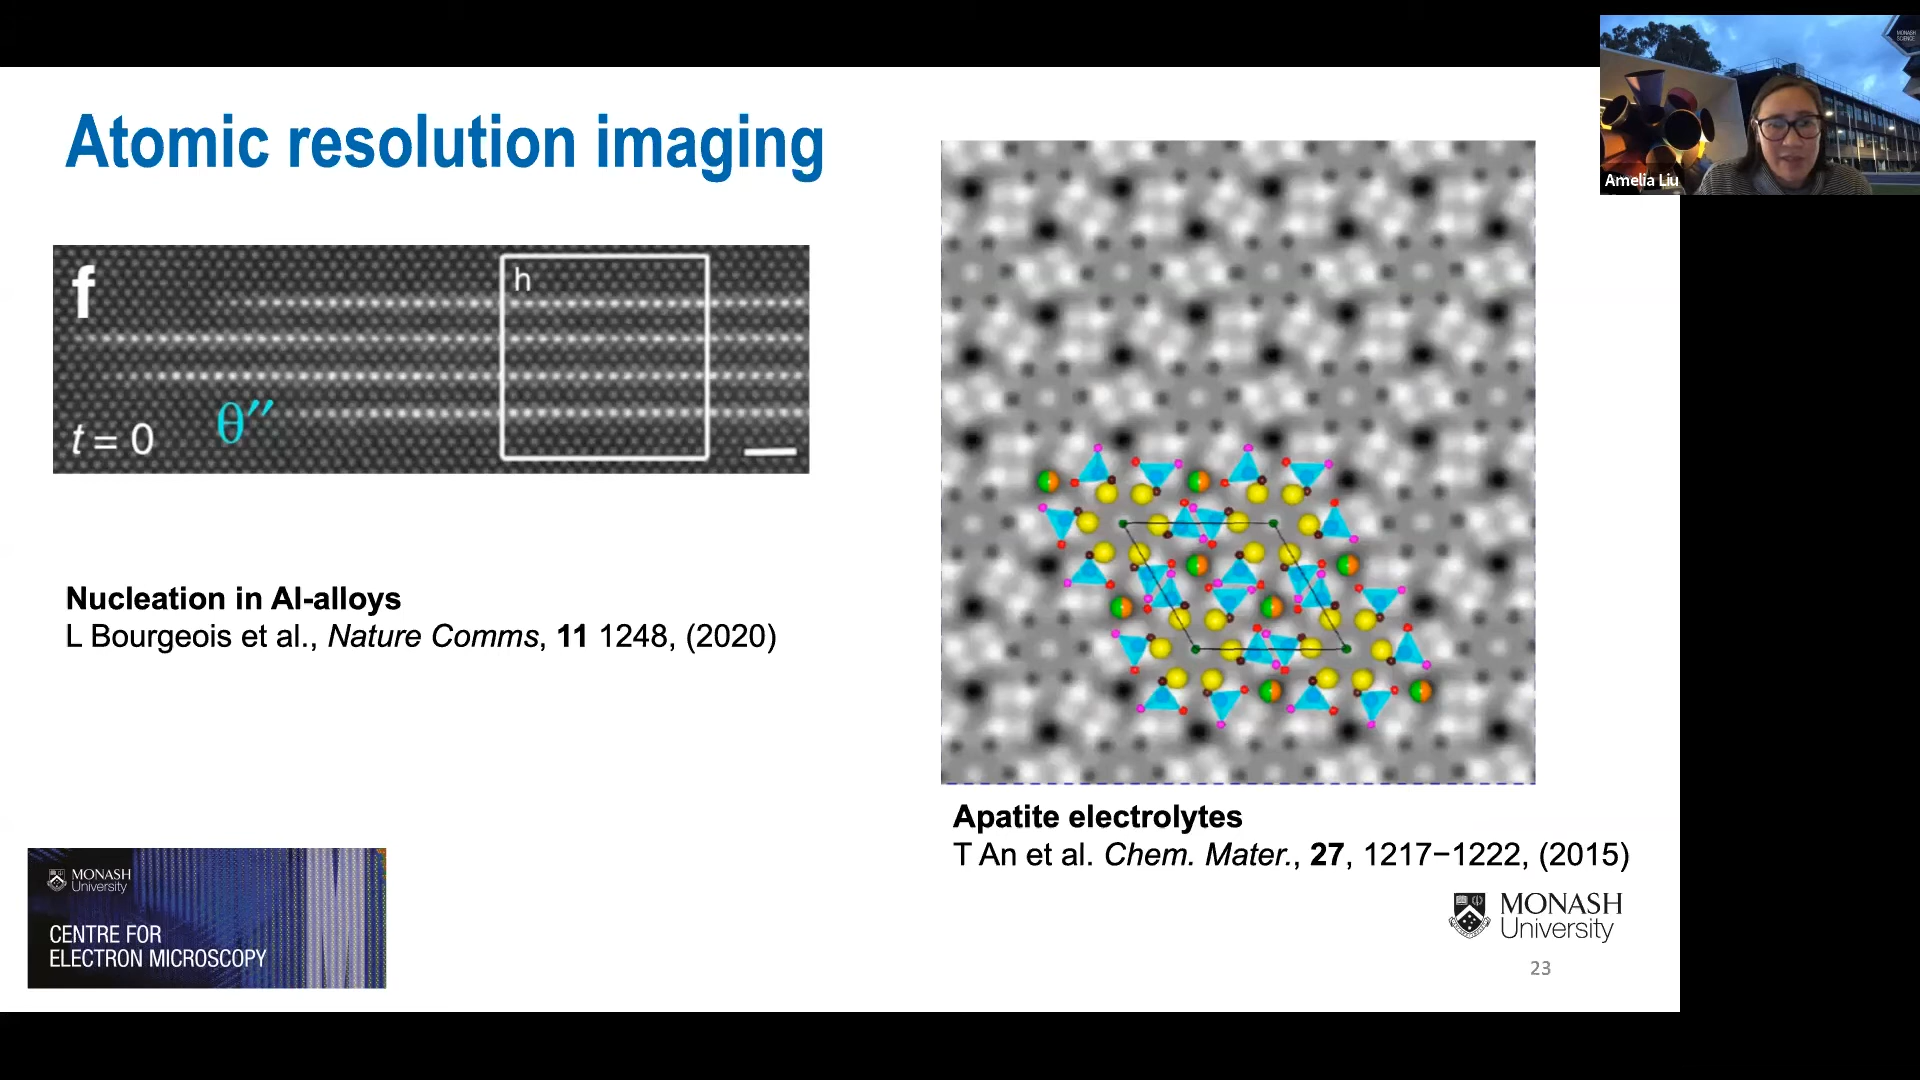 Atomic resolution imaging
f
h
t = 0
θ′′
Nucleation in Al-alloys
L Bourgeois et al., Nature Comms, 11 1248, (2020)
Apatite electrolytes
T An et al. Chem. Mater., 27, 1217−1222, (2015)
MONASH
University
CENTRE FOR
ELECTRON MICROSCOPY
MONASH
University
23
Amelia Liu
MONASH
SCIENCE